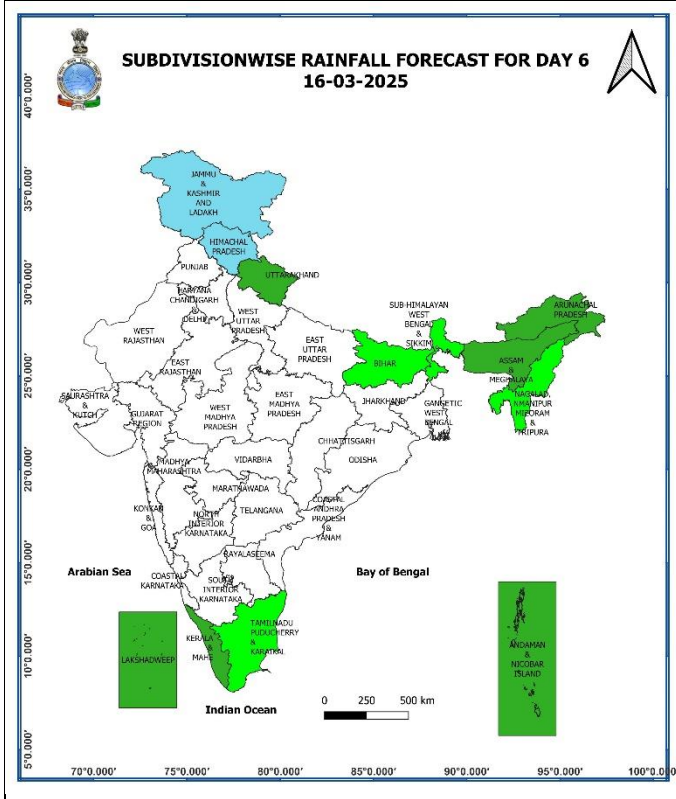 SUBDIVISIONWISE RAINFALL FORECAST FOR DAY 6
16-03-2025
JAMMU
&
KASHMIR
AND
LADAKH
HIMACHAL
PRADESH
PUNJAB
UTTARAKHAND
HARYANA
CHANDIGARH
&
DELHI
WEST
UTTAR
PRADESH
WEST
RAJASTHAN
EAST
RAJASTHAN
EAST
UTTAR
PRADESH
SUB-HIMALAYAN
WEST
BENGAL
&
SIKKIM
ARUNACHAL
PRADESH
BIHAR
ASSAM
&
MEGHALAYA
NAGALAD,
NMANIPUR
MIZORAM
&
TRIPURA
SAURASHTRA
&
KUTCH
GUJARAT
REGION
WEST
MADHYA
PRADESH
EAST
MADHYA
PRADESH
JHARKHAND
GANGETIC
WEST
BENGAL
CHHATTISGARH
ODISHA
MADHYA
MAHARASHTRA
VIDARBHA
MARATHAWADA
KONKAN
&
GOA
NORTH
INTERIOR
KARNATAKA
TELANGANA
COASTAL
ANDHRA
PRADESH
&
YANAM
RAYALASEEMA
COASTAL
KARNATAKA
SOUTH
INTERIOR
KARNATAKA
TAMILNADU
PUDUCHERRY
&
KARAIKAL
KERALA
&
MAHE
LAKSHADWEEP
ANDAMAN
&
NICOBAR
ISLAND
Arabian Sea
Bay of Bengal
Indian Ocean
0 250 500 km
40°0.000'
35°0.000'
30°0.000'
25°0.000'
20°0.000'
15°0.000'
10°0.000'
5°0.000'
70°0.000' 75°0.000' 80°0.000' 85°0.000' 90°0.000' 95°0.000' 100°0.000'